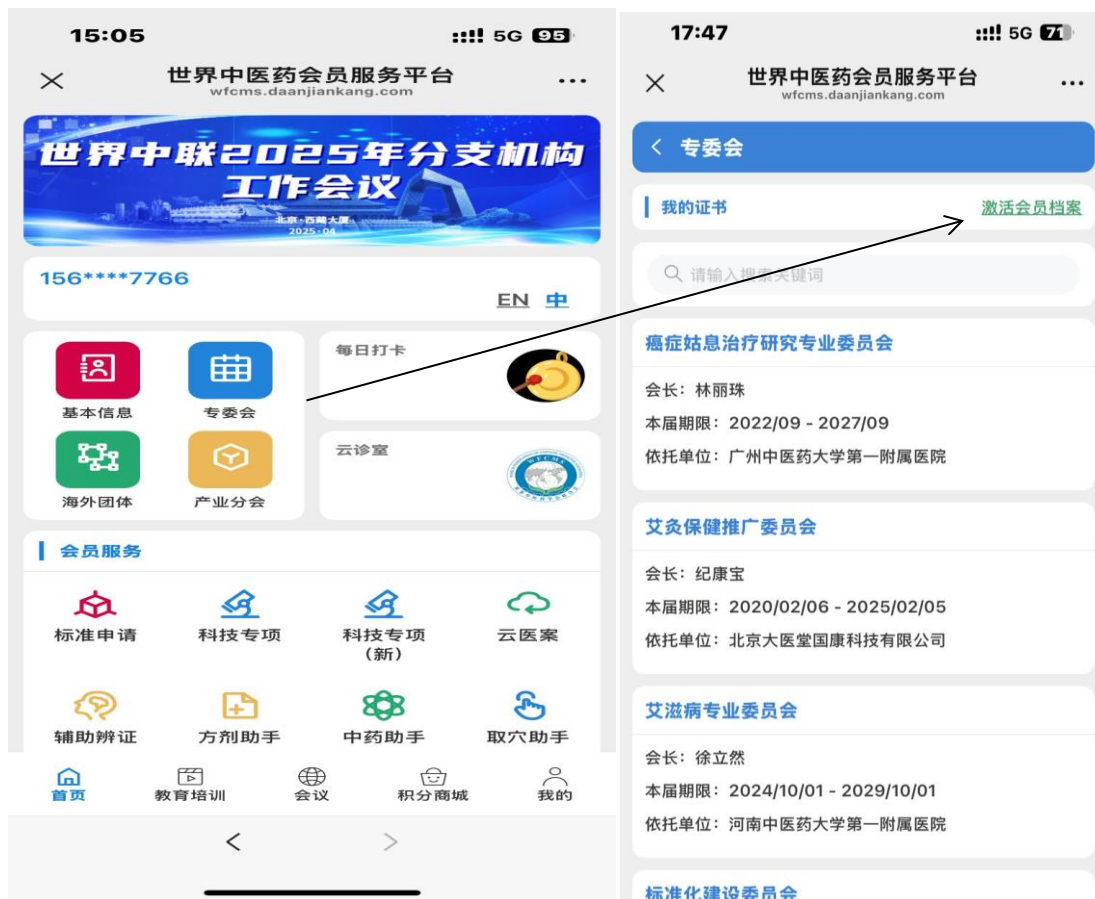 15:05
5G 95
世界中医药会员服务平台
wfcms.daanjiankang.com
世界中联2025年分支机构
工作会议
北京·西藏大厦
2025·04
156****7766
EN 中
基本信息
专委会
海外团体
产业分会
每日打卡
云诊室
会员服务
标准申请
科技专项
科技专项
(新)
云医案
辅助辨证
方剂助手
中药助手
取穴助手
首页
教育培训
会议
积分商城
我的
17:47
5G 71
世界中医药会员服务平台
wfcms.daanjiankang.com
专委会
我的证书
激活会员档案
请输入搜索关键词
癌症姑息治疗研究专业委员会
会长：林丽珠
本届期限：2022/09 - 2027/09
依托单位：广州中医药大学第一附属医院
艾灸保健推广委员会
会长：纪康宝
本届期限：2020/02/06 - 2025/02/05
依托单位：北京大医堂国康科技有限公司
艾滋病专业委员会
会长：徐立然
本届期限：2024/10/01 - 2029/10/01
依托单位：河南中医药大学第一附属医院
标准化建设委员会